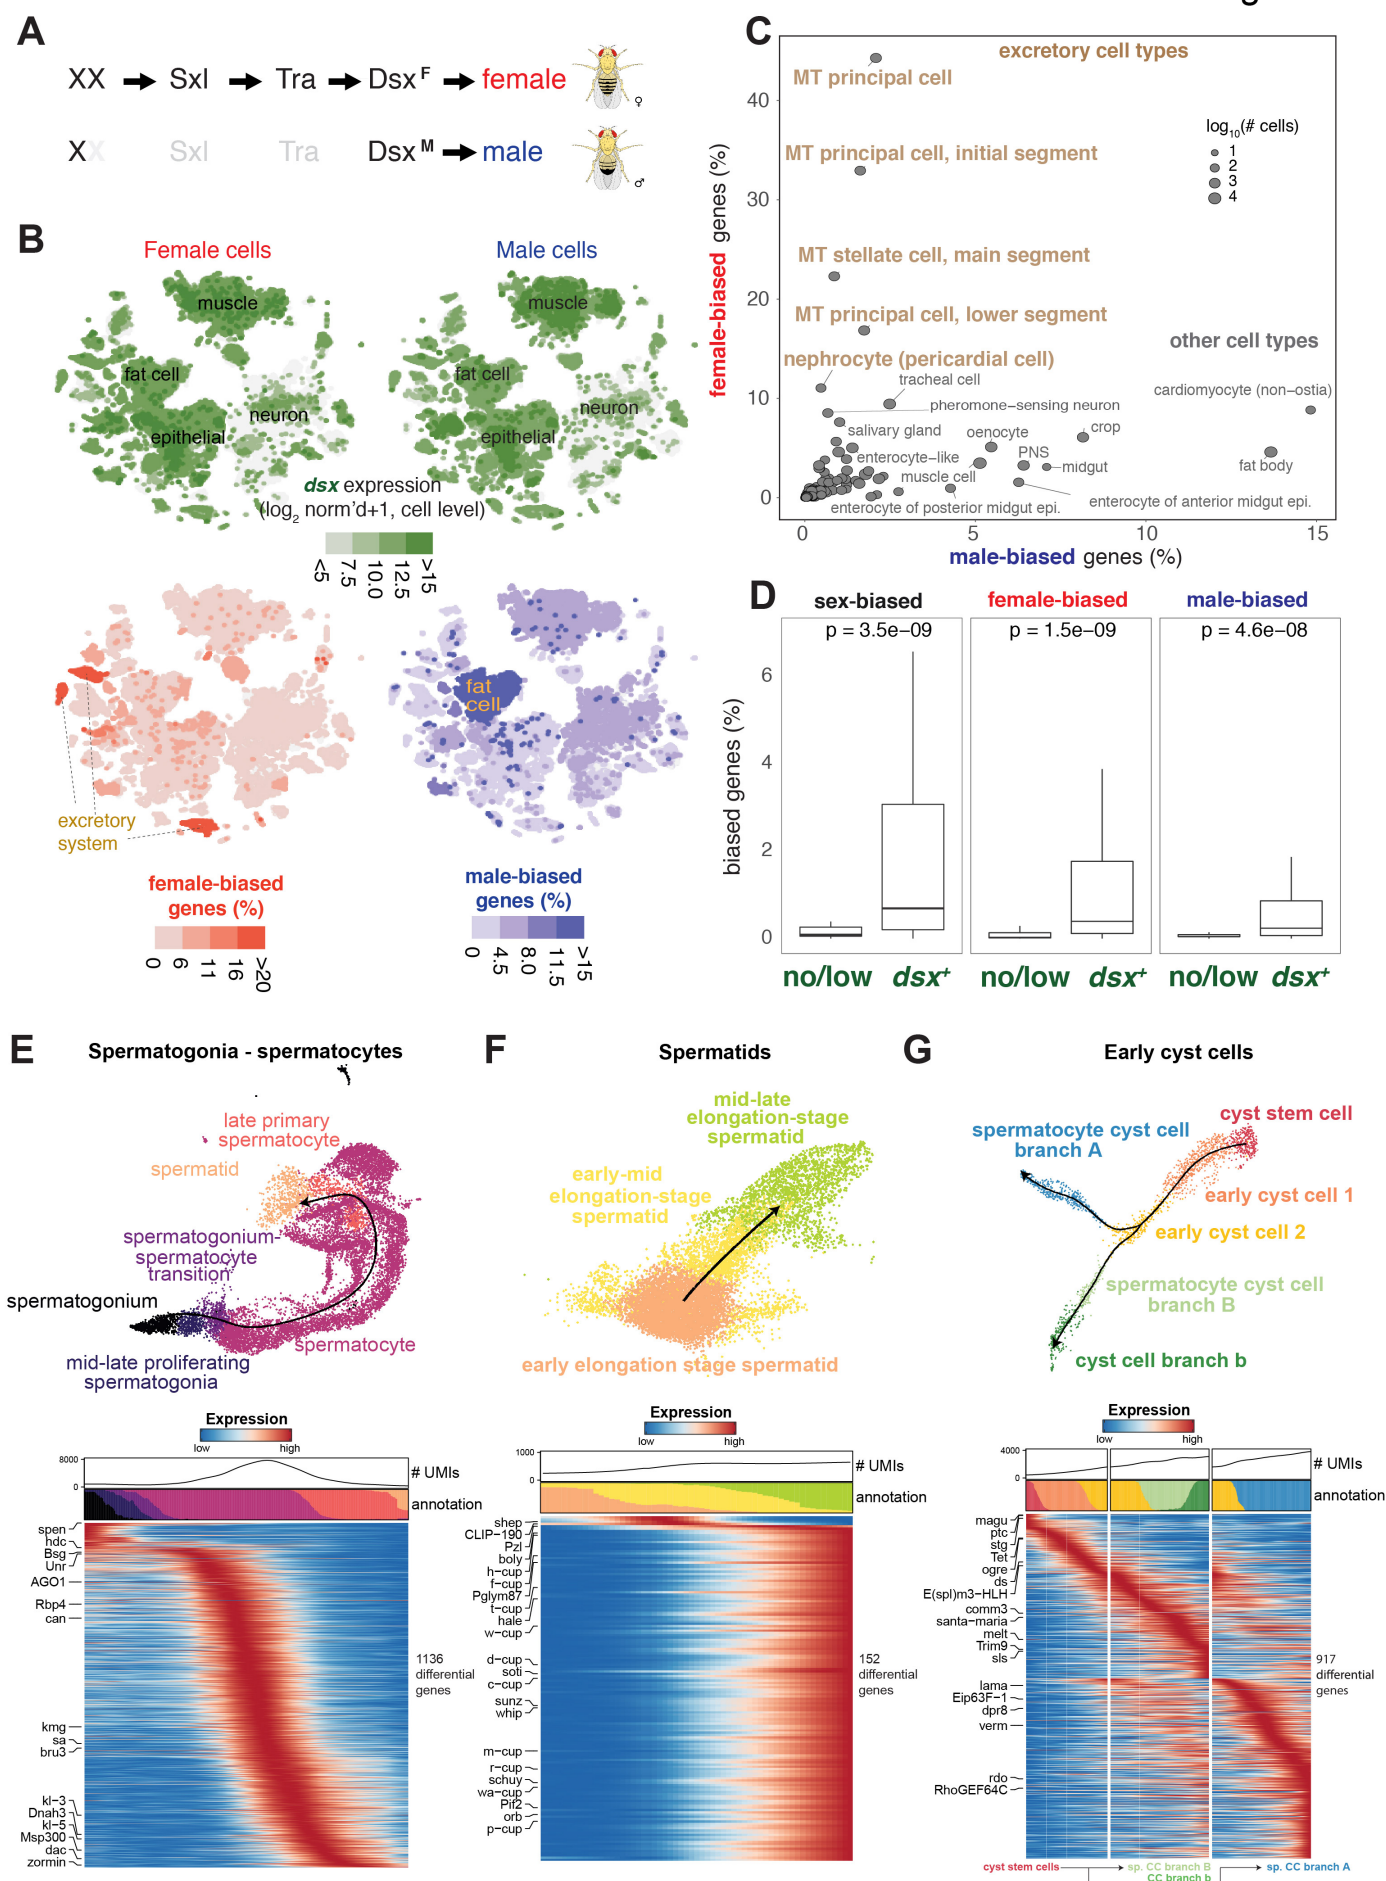 A
XX Sxl Tra Dsx F female
♀
XX Sxl Tra Dsx M male
♂
B
Female cells
Male cells
muscle
fat cell
neuron
epithelial
muscle
fat cell
neuron
epithelial
dsx expression
(log2 norm'd+1, cell level)
<5
7.5
10.0
12.5
>15
excretory
system
fat
cell
female-biased
genes (%)
0
6
11
16
>20
male-biased
genes (%)
0
4.5
8.0
11.5
>15
C
excretory cell types
MT principal cell
MT principal cell, initial segment
MT stellate cell, main segment
MT principal cell, lower segment
nephrocyte (pericardial cell)
log10(# cells)
1
2
3
4
other cell types
tracheal cell
cardiomyocyte (non−ostia)
pheromone−sensing neuron
salivary gland
oenocyte
crop
enterocyte−like
PNS
midgut
fat body
muscle cell
enterocyte of anterior midgut epi.
enterocyte of posterior midgut epi.
40
30
20
10
0
female-biased genes (%)
0
5
10
15
male-biased genes (%)
D
sex-biased
female-biased
male-biased
p = 3.5e−09
p = 1.5e−09
p = 4.6e−08
biased genes (%)
6
4
2
0
no/low dsx+
no/low dsx+
no/low dsx+
E
Spermatogonia - spermatocytes
late primary
spermatocyte
spermatid
spermatogonium-
spermatocyte
transition
spermatogonium
spermatocyte
mid-late proliferating
spermatogonia
Expression
low
high
8000
0
# UMIs
annotation
spen
hdc
Bsg
Unr
AGO1
Rbp4
can
kmg
sa
bru3
kl−3
Dnah3
kl−5
Msp300
dac
zormin
1136
differential
genes
F
Spermatids
mid-late
elongation-stage
spermatid
early-mid
elongation-stage
spermatid
early elongation stage spermatid
Expression
low
high
1000
0
# UMIs
annotation
shep
CLIP−190
Pzl
boly
h−cup
f−cup
Pglym87
t−cup
hale
w−cup
d−cup
soti
c−cup
sunz
whip
m−cup
r−cup
schuy
wa−cup
Pif2
orb
p−cup
152
differential
genes
G
Early cyst cells
cyst stem cell
spermatocyte cyst cell
branch A
early cyst cell 1
early cyst cell 2
spermatocyte cyst cell
branch B
cyst cell branch b
Expression
low
high
4000
0
# UMIs
annotation
magu
ptc
stg
Tet
ogre
ds
E(spl)m3−HLH
comm3
santa−maria
melt
Trim9
sls
lama
Eip63F−1
dpr8
verm
rdo
RhoGEF64C
917
differential
genes
cyst stem cells
sp. CC branch B
CC branch b
sp. CC branch A